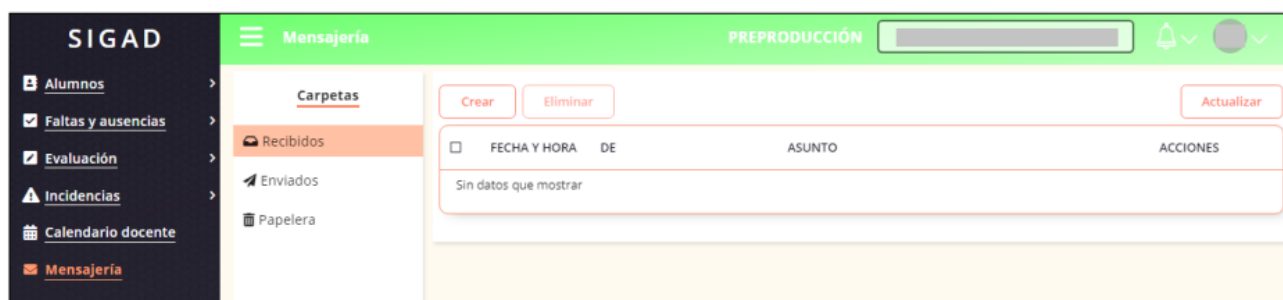 SIGAD
Alumnos
Faltas y ausencias
Evaluación
Incidencias
Calendario docente
Mensajería
Mensajería
PREPRODUCCIÓN
Carpetas
Recibidos
Enviados
Papelera
Crear Eliminar Actualizar
FECHA Y HORA DE ASUNTO ACCIONES
Sin datos que mostrar